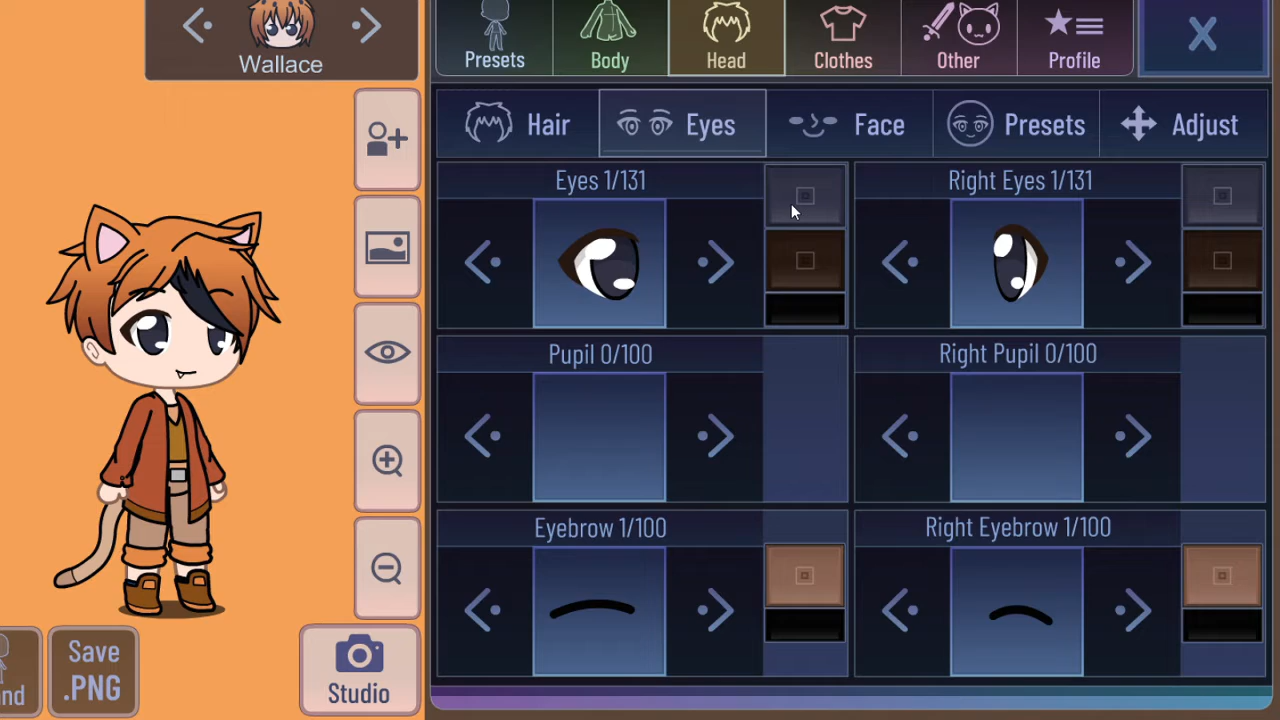 Wallace
Presets
Body
Head
Clothes
Other
Profile
X
Hair
Eyes
Face
Presets
Adjust
Eyes 1/131
Right Eyes 1/131
Pupil 0/100
Right Pupil 0/100
Eyebrow 1/100
Right Eyebrow 1/100
Save
.PNG
Studio